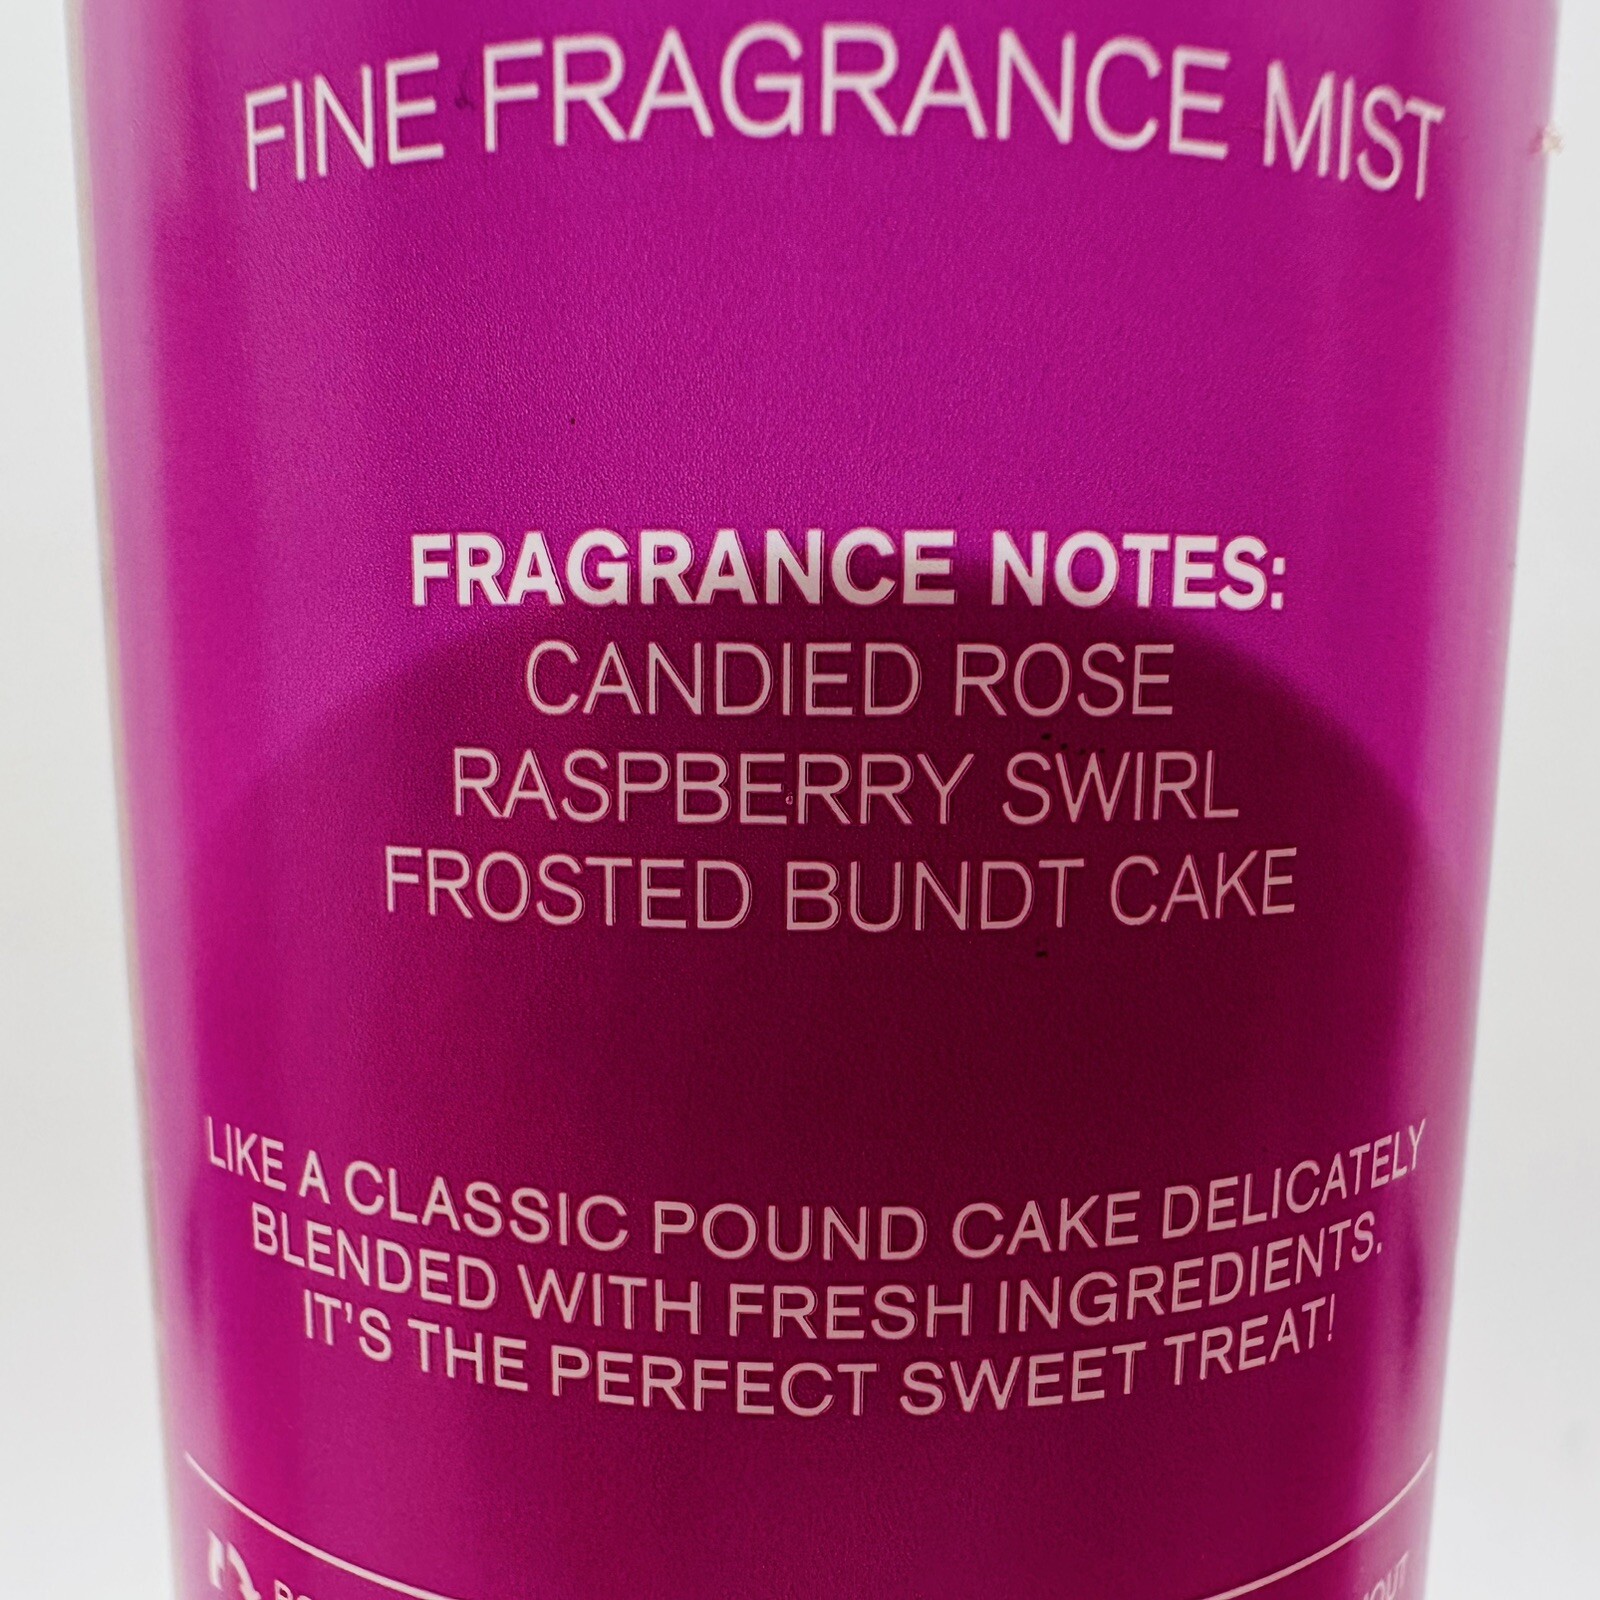 FINE FRAGRANCE MIST
FRAGRANCE NOTES:
CANDIED ROSE
RASPBERRY SWIRL
FROSTED BUNDT CAKE
LIKE A CLASSIC POUND CAKE DELICATELY
BLENDED WITH FRESH INGREDIENTS.
IT'S THE PERFECT SWEET TREAT!